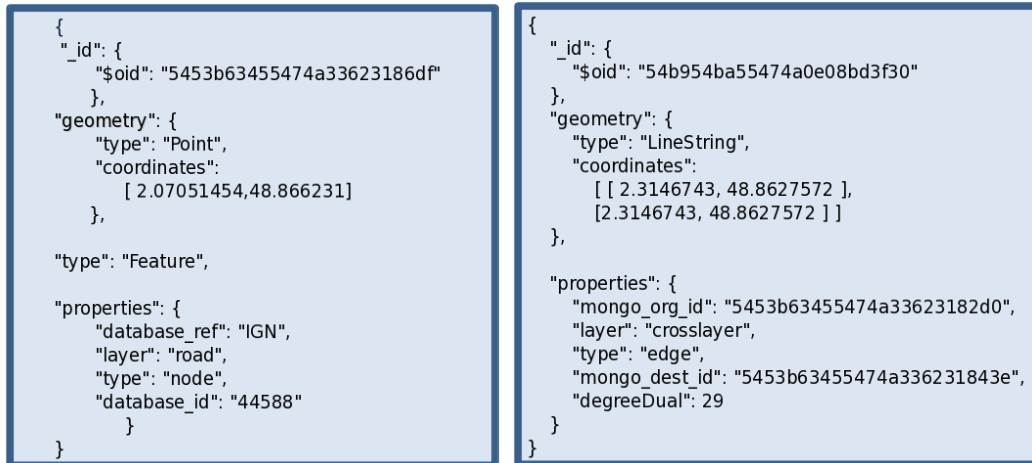 {
"_id": {
"$oid": "5453b63455474a33623186df"
},
"geometry": {
"type": "Point",
"coordinates":
[ 2.07051454,48.866231]
},
"type": "Feature",
"properties": {
"database_ref": "IGN",
"layer": "road",
"type": "node",
"database_id": "44588"
}
}
{
"_id": {
"$oid": "54b954ba55474a0e08bd3f30"
},
"geometry": {
"type": "LineString",
"coordinates":
[ [ 2.3146743, 48.8627572 ],
[2.3146743, 48.8627572 ] ]
},
"properties": {
"mongo_org_id": "5453b63455474a33623182d0",
"layer": "crosslayer",
"type": "edge",
"mongo_dest_id": "5453b63455474a336231843e",
"degreeDual": 29
}
}